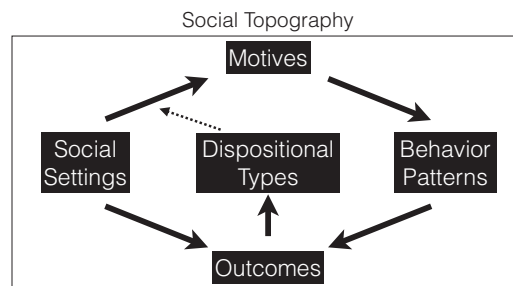 Social Topography
Motives
Social
Settings
Dispositional
Types
Behavior
Patterns
Outcomes